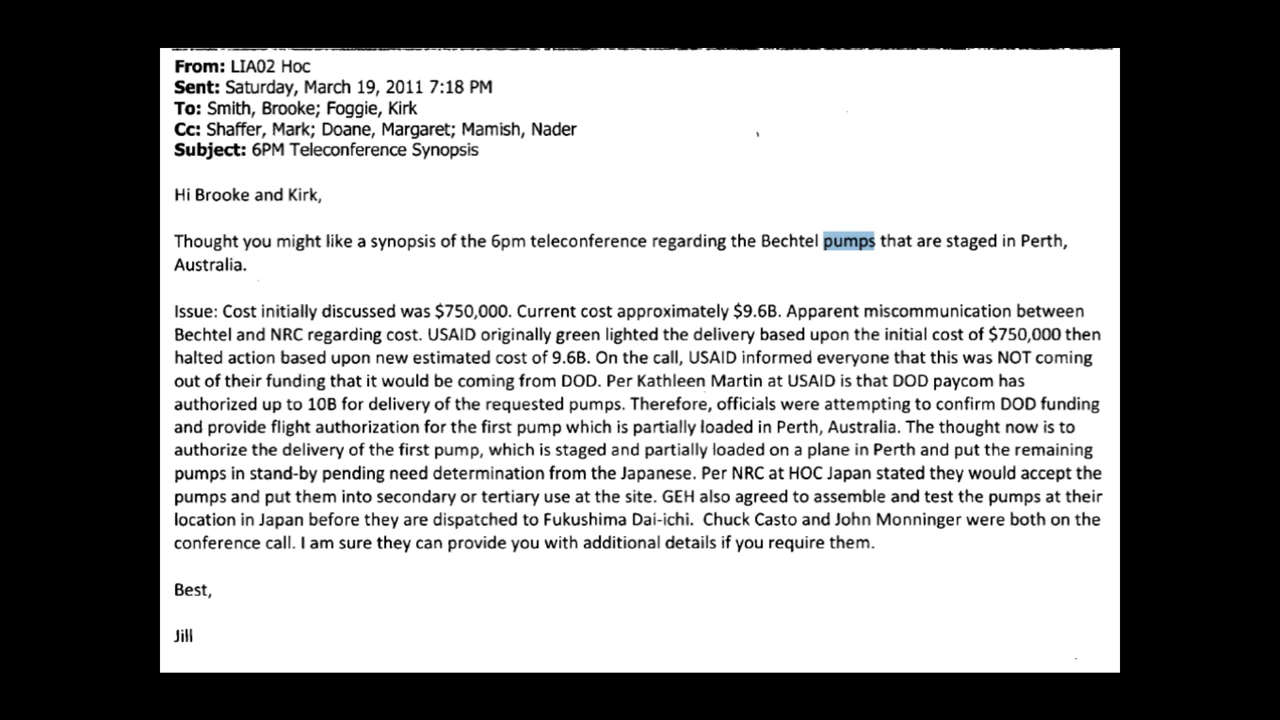 From: LIA02 Hoc
Sent: Saturday, March 19, 2011 7:18 PM
To: Smith, Brooke; Foggie, Kirk
Cc: Shaffer, Mark; Doane, Margaret; Mamish, Nader
Subject: 6PM Teleconference Synopsis
Hi Brooke and Kirk,
Thought you might like a synopsis of the 6pm teleconference regarding the Bechtel pumps that are staged in Perth,
Australia.
Issue: Cost initially discussed was $750,000. Current cost approximately $9.6B. Apparent miscommunication between
Bechtel and NRC regarding cost. USAID originally green lighted the delivery based upon the initial cost of $750,000 then
halted action based upon new estimated cost of 9.6B. On the call, USAID informed everyone that this was NOT coming
out of their funding that it would be coming from DOD. Per Kathleen Martin at USAID is that DOD paycom has
authorized up to 10B for delivery of the requested pumps. Therefore, officials were attempting to confirm DOD funding
and provide flight authorization for the first pump which is partially loaded in Perth, Australia. The thought now is to
authorize the delivery of the first pump, which is staged and partially loaded on a plane in Perth and put the remaining
pumps in stand-by pending need determination from the Japanese. Per NRC at HOC Japan stated they would accept the
pumps and put them into secondary or tertiary use at the site. GEH also agreed to assemble and test the pumps at their
location in Japan before they are dispatched to Fukushima Dai-ichi. Chuck Casto and John Monninger were both on the
conference call. I am sure they can provide you with additional details if you require them.
Best,
Jill